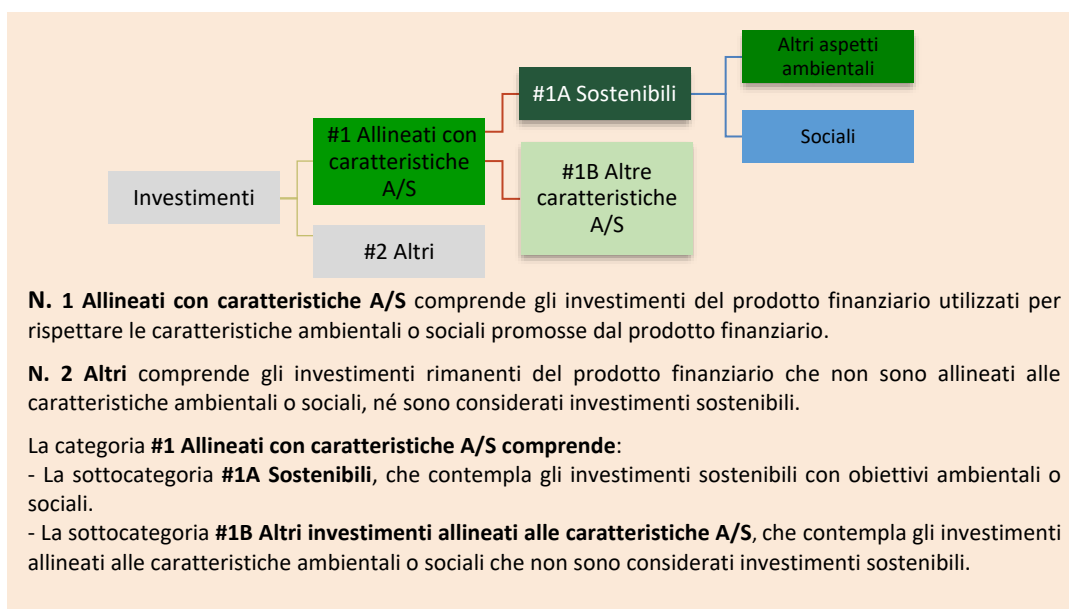 Altri aspetti
ambientali
#1A Sostenibili
#1 Allineati con
caratteristiche
A/S
Sociali
#1B Altre
caratteristiche
A/S
Investimenti
#2 Altri
N. 1 Allineati con caratteristiche A/S comprende gli investimenti del prodotto finanziario utilizzati per
rispettare le caratteristiche ambientali o sociali promosse dal prodotto finanziario.
N. 2 Altri comprende gli investimenti rimanenti del prodotto finanziario che non sono allineati alle
caratteristiche ambientali o sociali, né sono considerati investimenti sostenibili.
La categoria #1 Allineati con caratteristiche A/S comprende:
- La sottocategoria #1A Sostenibili, che contempla gli investimenti sostenibili con obiettivi ambientali o
sociali.
- La sottocategoria #1B Altri investimenti allineati alle caratteristiche A/S, che contempla gli investimenti
allineati alle caratteristiche ambientali o sociali che non sono considerati investimenti sostenibili.